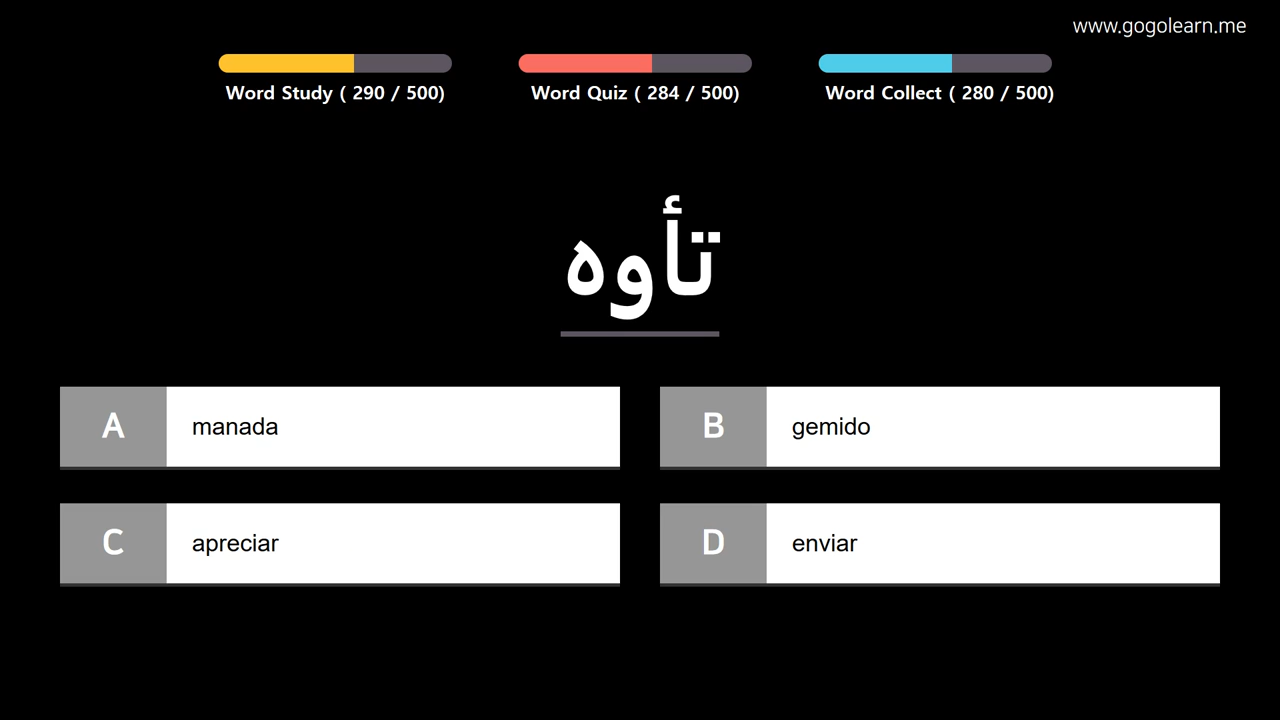 www.gogolearn.me
Word Study ( 290 / 500)
Word Quiz ( 284 / 500)
Word Collect ( 280 / 500)
تأوه
A manada
B gemido
C apreciar
D enviar